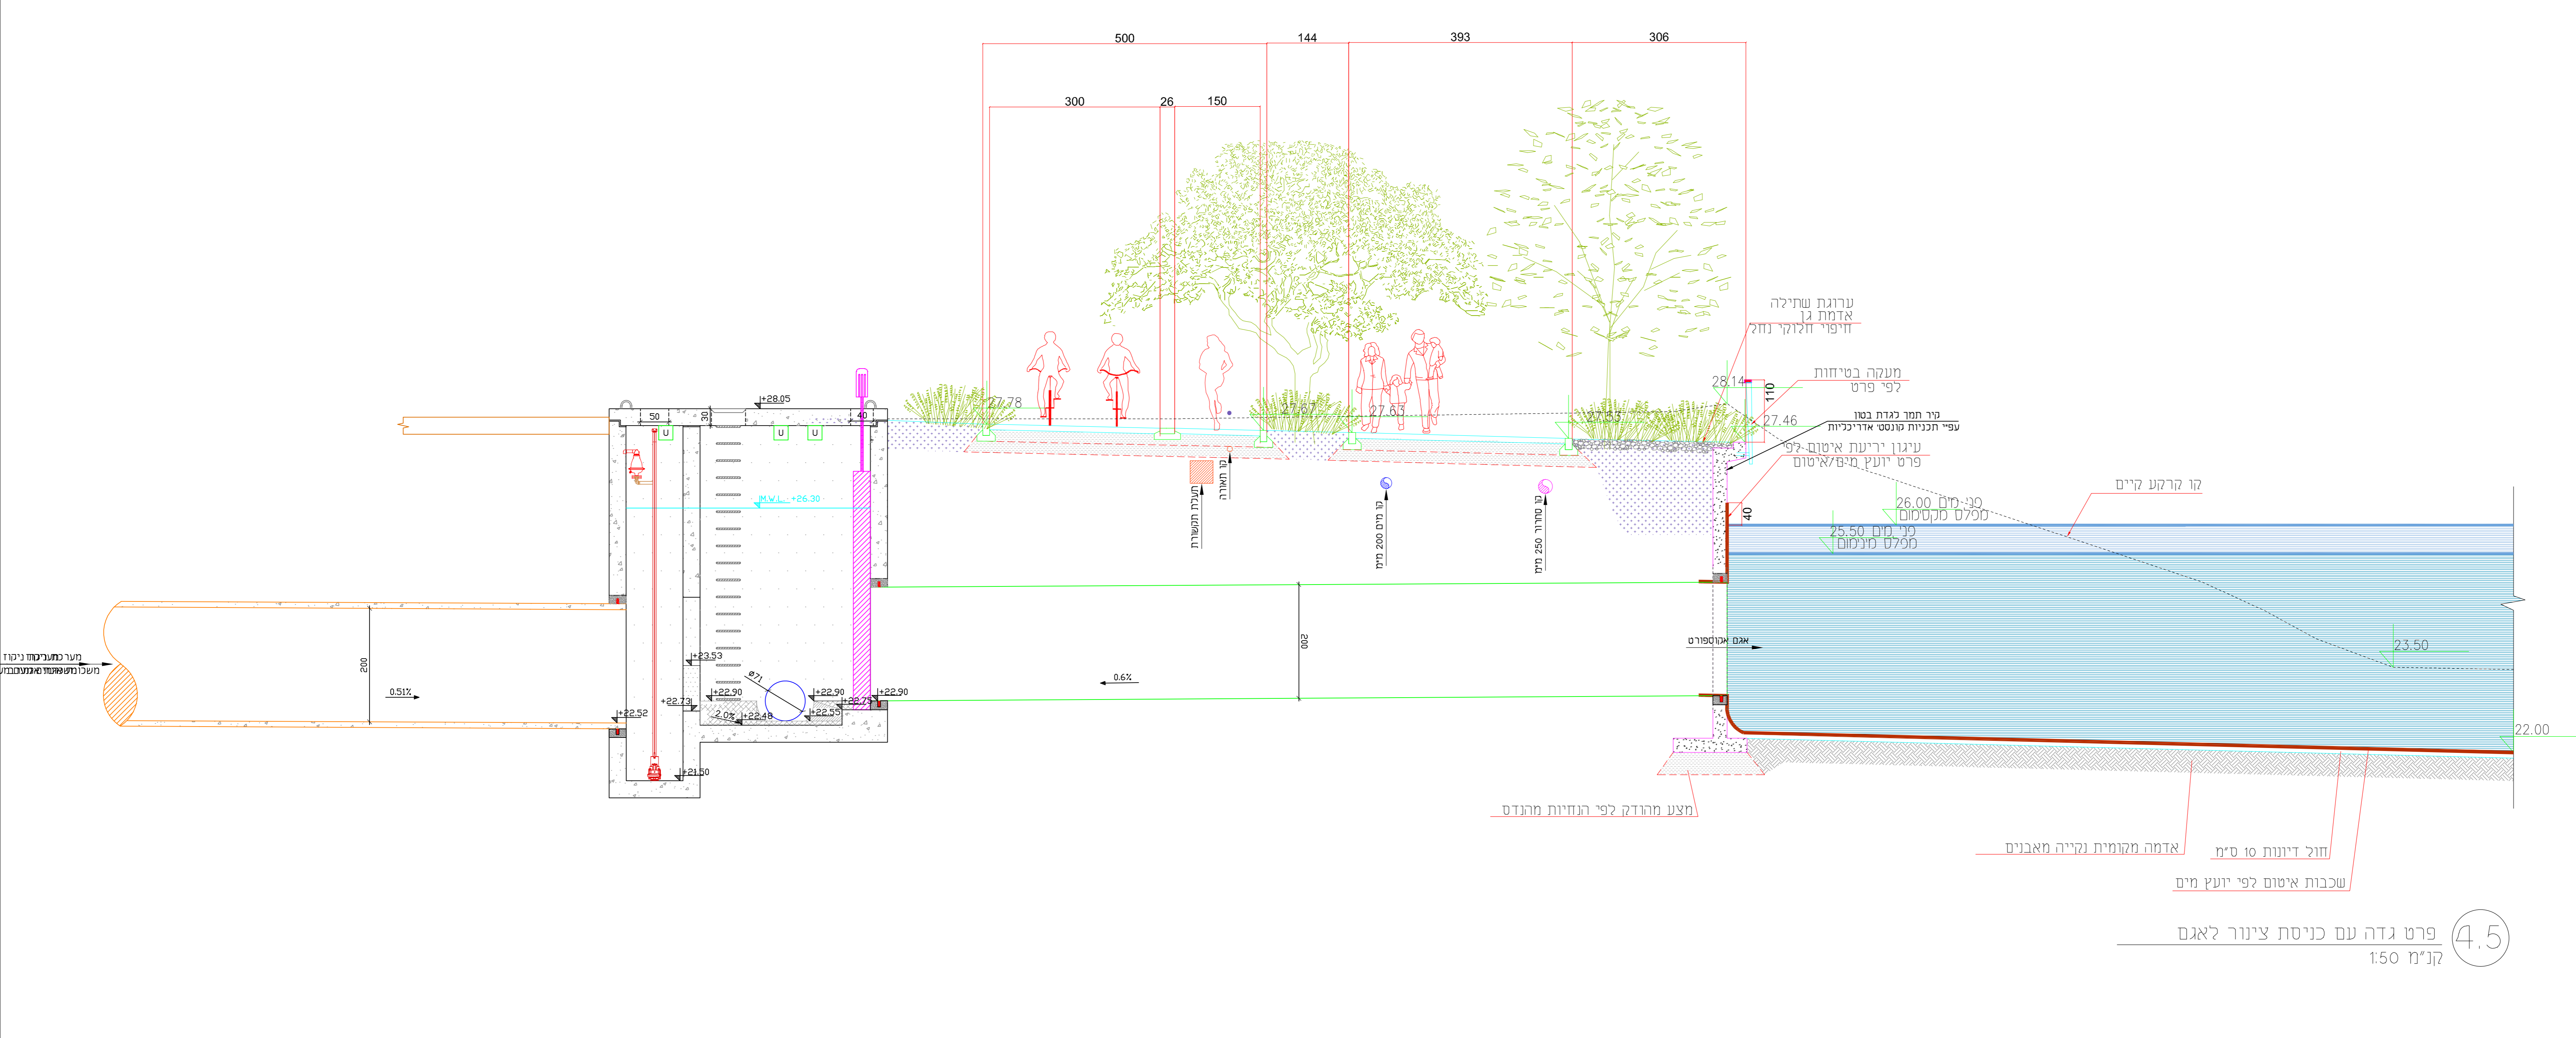 500
144
393
306
300
26
150
ערוגת שתילה
אדמת גן
חיפוי חלוקי נחל
מעקה בטיחות
לפי פרט
28.14
110
27.46
קיר תמך לגדת בטון
עפ״י תכניות קונסט׳ אדריכליות
עיגון יריעת איטום לפי
פרט יועץ מים/איטום
קו קרקע קיים
27.78
27.67
27.63
27.53
+28.05
50
30
40
U
U
U
M.W.L. +26.30
תעלת תקשורת
קו תאורה
קו מים 200 מ״מ
קו סחרור 250 מ״מ
40
פני מים 26.00
מפלס מקסימום
פני מים 25.50
מפלס מינימום
200
0.51%
200
0.6%
אגם אקוספורט
23.50
22.00
+23.53
ø71
+22.90
+22.90
+22.90
+22.73
+22.75
+22.52
2.0%
+22.48
+22.55
+21.50
מצע מהודק לפי הנחיות מהנדס
אדמה מקומית נקייה מאבנים
חול דיונות 10 ס״מ
שכבות איטום לפי יועץ מים
פרט גדה עם כניסת צינור לאגם
4.5
קנ״מ 1:50